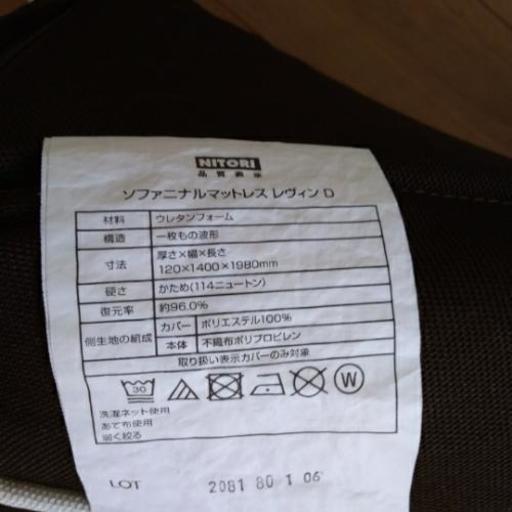 NITORI
品質表示
ソファニナルマットレス レヴィン D
材料 ウレタンフォーム
構造 一枚もの波形
寸法 厚さ×幅×長さ
120×1400×1980mm
硬さ かため(114ニュートン)
復元率 約96.0%
側生地の組成 カバー ポリエステル100%
本体 不織布ポリプロピレン
取り扱い表示カバーのみ対象
30 W
洗濯ネット使用
あて布使用
弱く絞る
LOT 2081 80 1 06